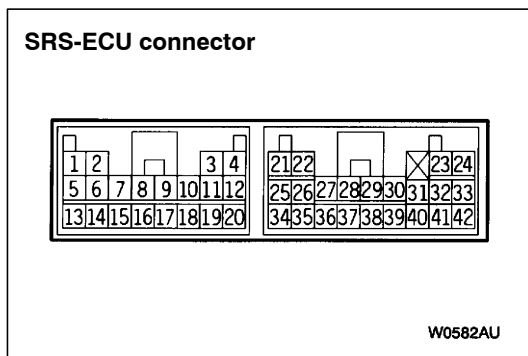 SRS-ECU connector
1 2 3 4 21 22 23 24
5 6 7 8 9 10 11 12 25 26 27 28 29 30 31 32 33
13 14 15 16 17 18 19 20 34 35 36 37 38 39 40 41 42
W0582AU